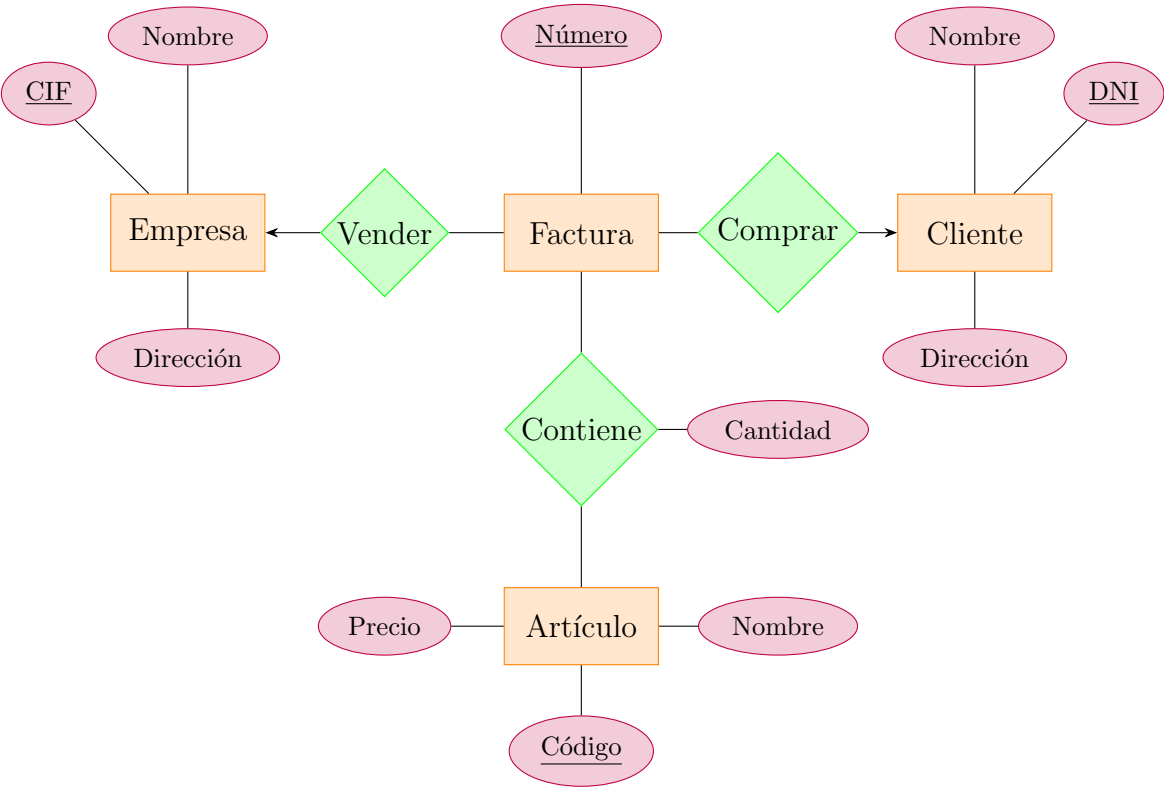 Nombre
Número
Nombre
CIF
DNI
Empresa
Vender
Factura
Comprar
Cliente
Dirección
Dirección
Contiene
Cantidad
Precio
Artículo
Nombre
Código